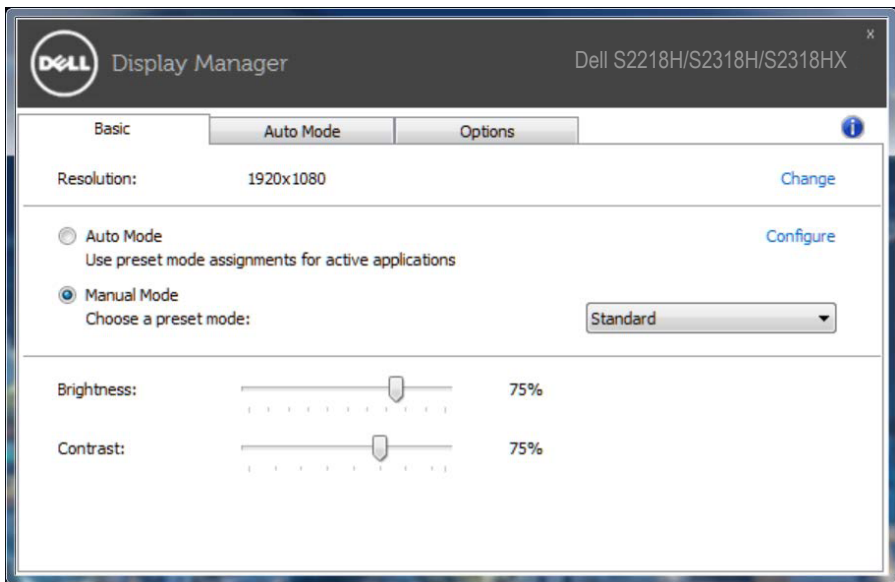 DELL Display Manager Dell S2218H/S2318H/S2318HX x
Basic Auto Mode Options i
Resolution: 1920x1080 Change
Auto Mode Configure
Use preset mode assignments for active applications
Manual Mode
Choose a preset mode: Standard
Brightness: 75%
Contrast: 75%